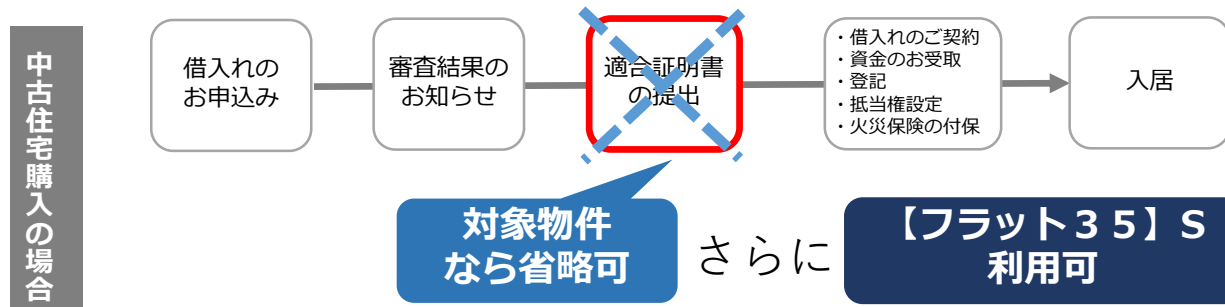 中古住宅購入の場合
借入れの
お申込み
審査結果の
お知らせ
適合証明書
の提出
・借入れのご契約
・資金のお受取
・登記
・抵当権設定
・火災保険の付保
入居
対象物件
なら省略可
さらに
【フラット３５】Ｓ
利用可